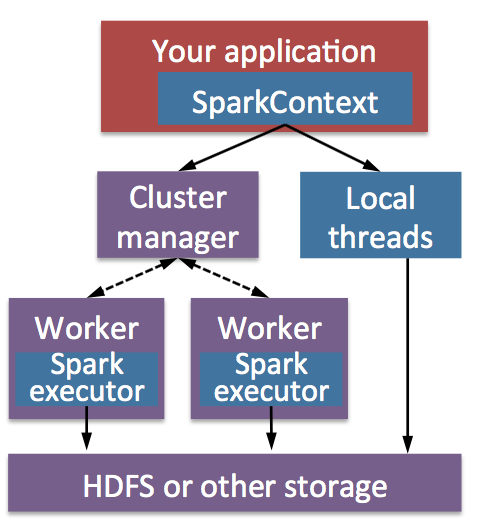 Your application
SparkContext
Cluster
manager
Local
threads
Worker
Spark
executor
Worker
Spark
executor
HDFS or other storage